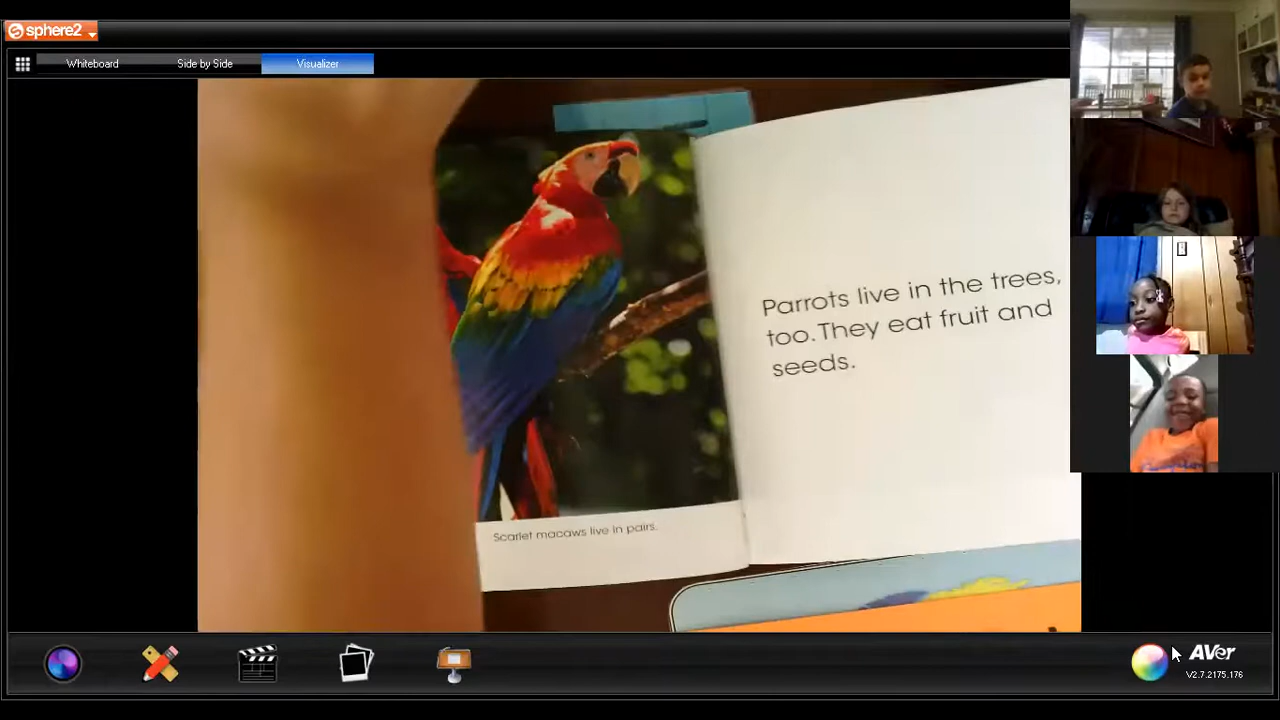 sphere2
Whiteboard
Side by Side
Visualizer
Parrots live in the trees,
too. They eat fruit and
seeds.
Scarlet macaws live in pairs.
AVer
V2.7.2175.176